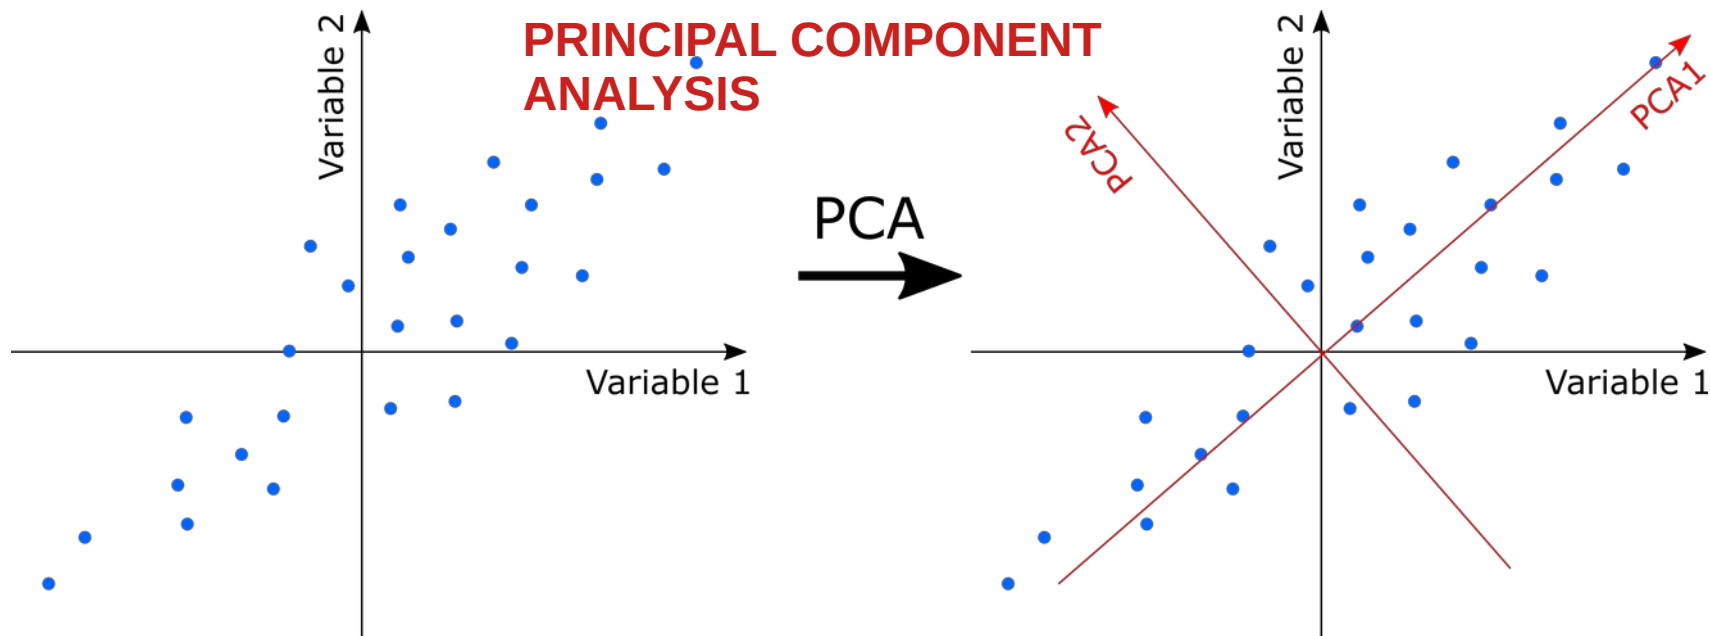 PRINCIPAL COMPONENT
ANALYSIS
Variable 2
Variable 1
PCA
Variable 2
PCA1
PCA2
Variable 1